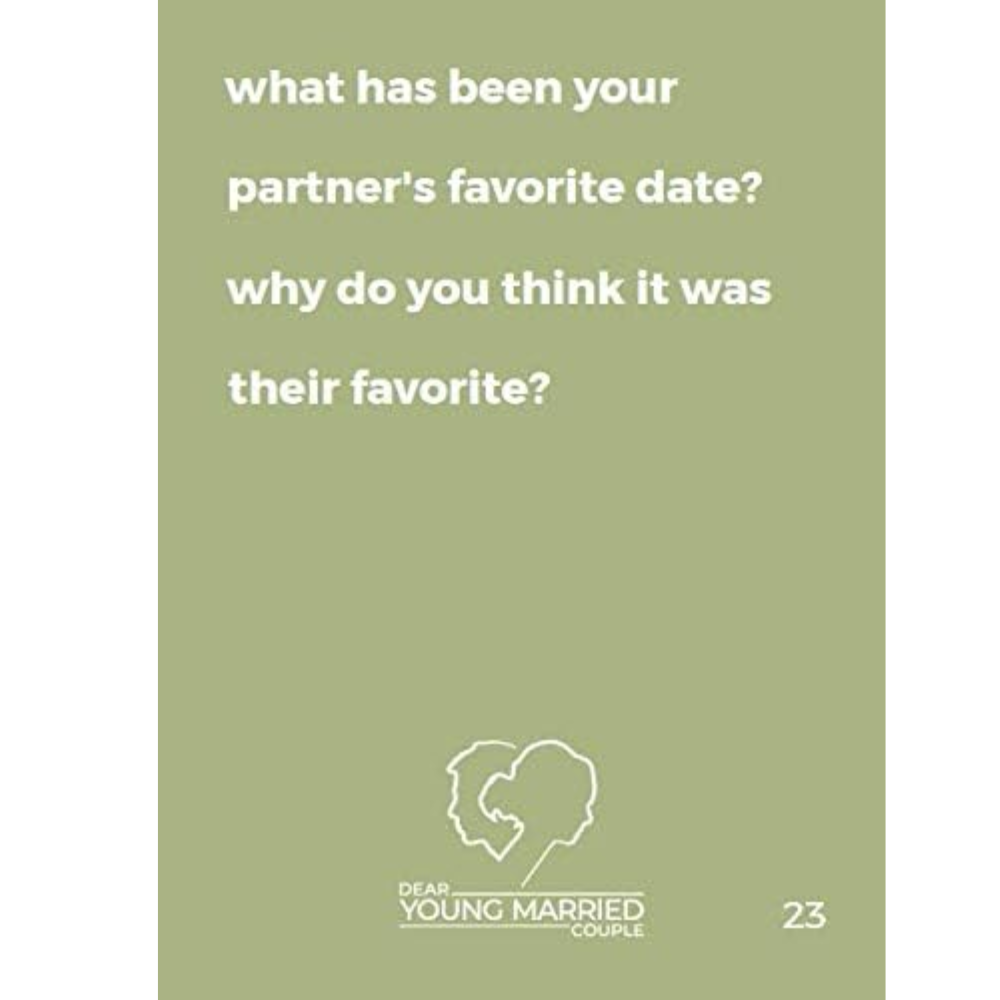 what has been your
partner's favorite date?
why do you think it was
their favorite?
DEAR
YOUNG MARRIED
COUPLE
23